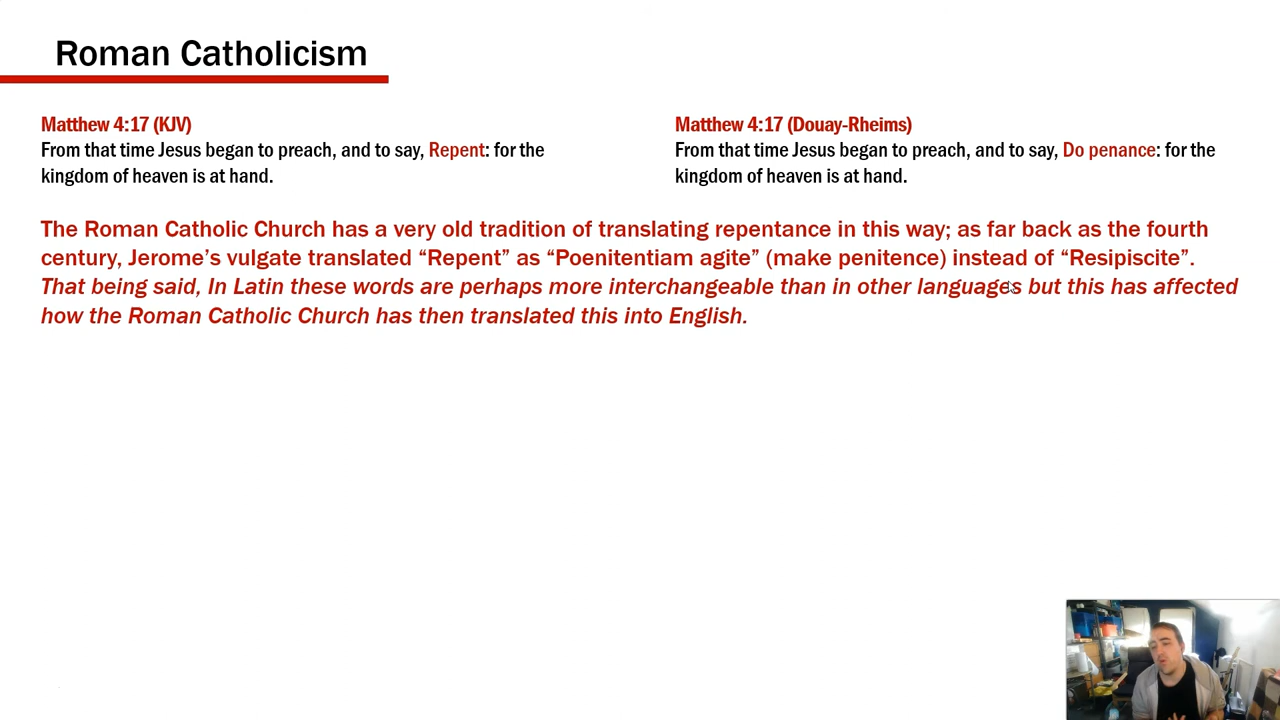 Roman Catholicism
Matthew 4:17 (KJV)
From that time Jesus began to preach, and to say, Repent: for the
kingdom of heaven is at hand.
Matthew 4:17 (Douay-Rheims)
From that time Jesus began to preach, and to say, Do penance: for the
kingdom of heaven is at hand.
The Roman Catholic Church has a very old tradition of translating repentance in this way; as far back as the fourth
century, Jerome’s vulgate translated “Repent” as “Poenitentiam agite” (make penitence) instead of “Resipiscite”.
That being said, In Latin these words are perhaps more interchangeable than in other languages but this has affected
how the Roman Catholic Church has then translated this into English.